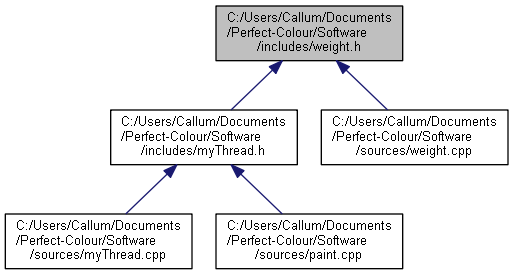 C:/Users/Callum/Documents
/Perfect-Colour/Software
/includes/weight.h
C:/Users/Callum/Documents
/Perfect-Colour/Software
/includes/myThread.h
C:/Users/Callum/Documents
/Perfect-Colour/Software
/sources/weight.cpp
C:/Users/Callum/Documents
/Perfect-Colour/Software
/sources/myThread.cpp
C:/Users/Callum/Documents
/Perfect-Colour/Software
/sources/paint.cpp